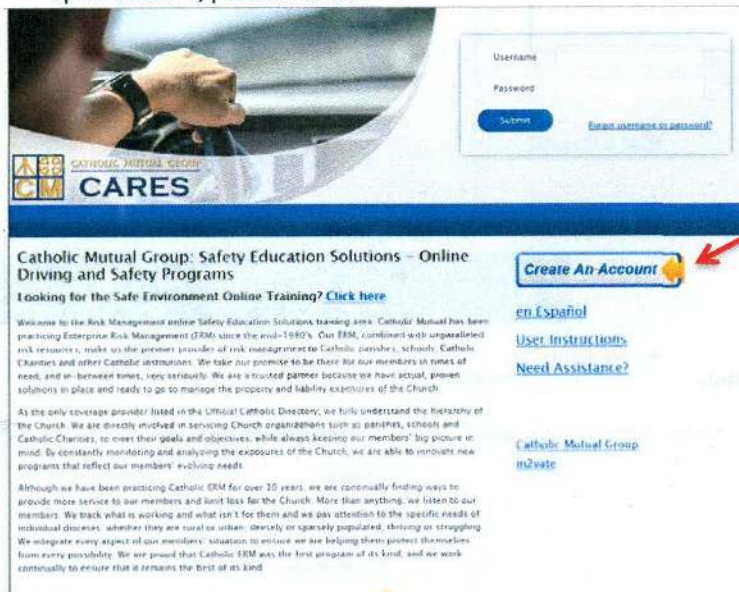 Username
Password
Submit
Forgot username or password?
CATHOLIC MUTUAL GROUP
CM
CARES
Catholic Mutual Group: Safety Education Solutions – Online
Driving and Safety Programs
Looking for the Safe Environment Online Training? Click here
Welcome to the Risk Management online Safety Education Solutions training area. Catholic Mutual has been
practicing Enterprise Risk Management (ERM) since the mid-1980's. Our ERM, combined with unparalleled
risk resources, make us the premier provider of risk management to Catholic parishes, schools, Catholic
Charities and other Catholic institutions. We take our promise to be there for our members in times of
need, and in-between times, very seriously. We are a trusted partner because we have actual, proven
solutions in place and ready to go to manage the property and liability exposures of the Church.
As the only coverage provider listed in the Official Catholic Directory, we fully understand the hierarchy of
the Church. We are directly involved in servicing Church organizations such as parishes, schools and
Catholic Charities, to meet their goals and objectives, while always keeping our members' big picture in
mind. By constantly monitoring and analyzing the exposures of the Church, we are able to innovate new
programs that reflect our members' evolving needs.
Although we have been practicing Catholic ERM for over 30 years, we are continually finding ways to
provide more service to our members and limit loss for the Church. More than anything, we listen to our
members. We track what is working and what isn't for them and we pay attention to the specific needs of
individual dioceses, whether they are rural or urban, densely or sparsely populated, thriving or struggling.
We integrate every aspect of our members' situation to ensure we are helping them protect themselves
from every possibility. We are proud that Catholic ERM was the first program of its kind, and we work
continually to ensure that it remains the best of its kind.
Create An Account
en Español
User Instructions
Need Assistance?
Catholic Mutual Group
m2vate